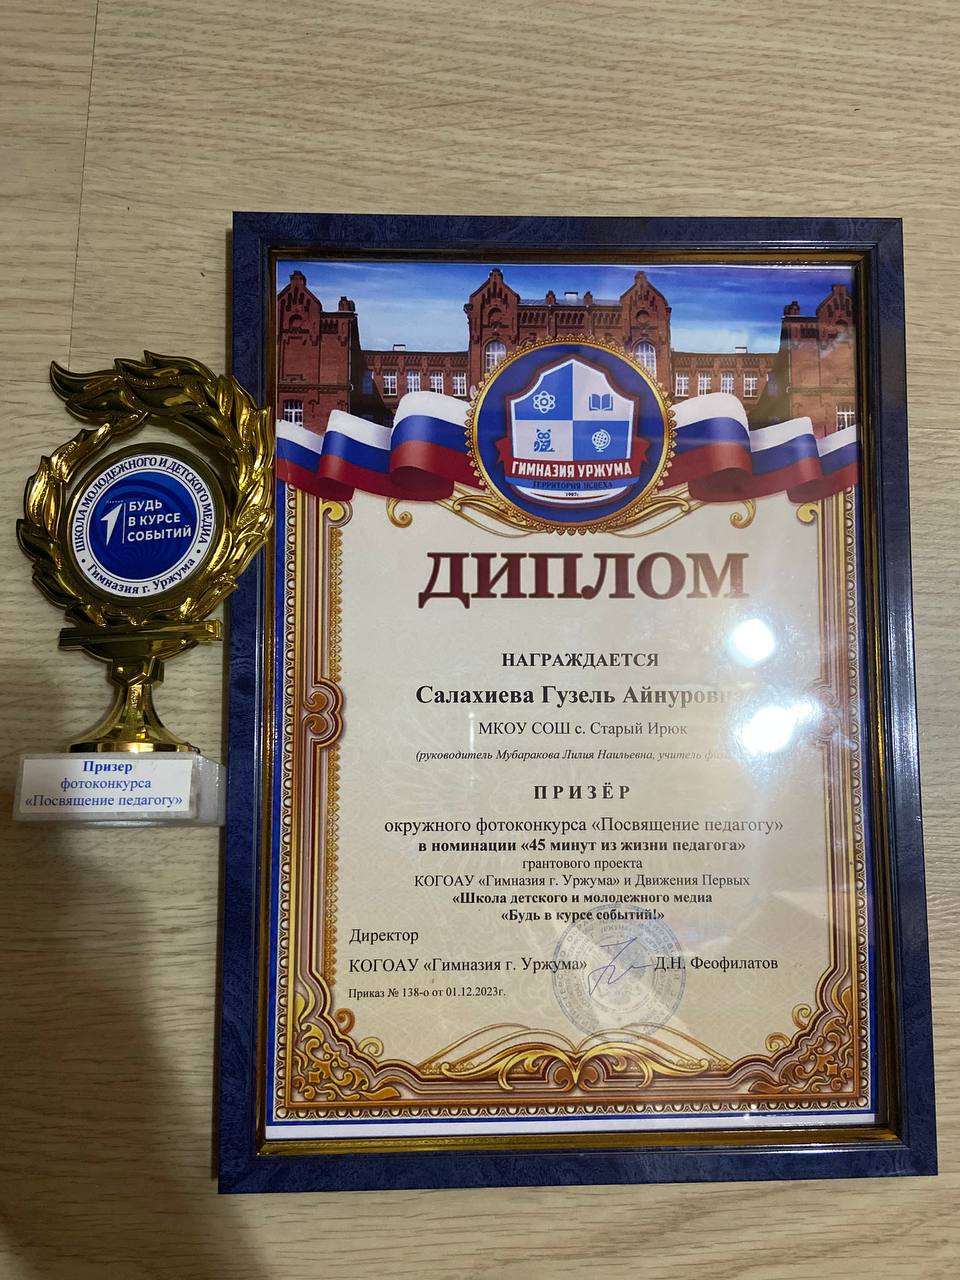 ШКОЛА МОЛОДЕЖНОГО И ДЕТСКОГО МЕДИА
БУДЬ
В КУРСЕ
СОБЫТИЙ
• Гимназия г. Уржума •
Призер
фотоконкурса
«Посвящение педагогу»
ГИМНАЗИЯ УРЖУМА
ТЕРРИТОРИЯ УСПЕХА
ДИПЛОМ
НАГРАЖДАЕТСЯ
Салахиева Гузель Айнуровна
МКОУ СОШ с. Старый Ирюк
(руководитель Мубаракова Лилия Наильевна, учитель
ПРИЗЁР
окружного фотоконкурса «Посвящение педагогу»
в номинации «45 минут из жизни педагога»
грантового проекта
КОГОАУ «Гимназия г. Уржума» и Движения Первых
«Школа детского и молодежного медиа
«Будь в курсе событий!»
Директор
КОГОАУ «Гимназия г. Уржума» Д.Н. Феофилатов
Приказ № 138-о от 01.12.2023г.